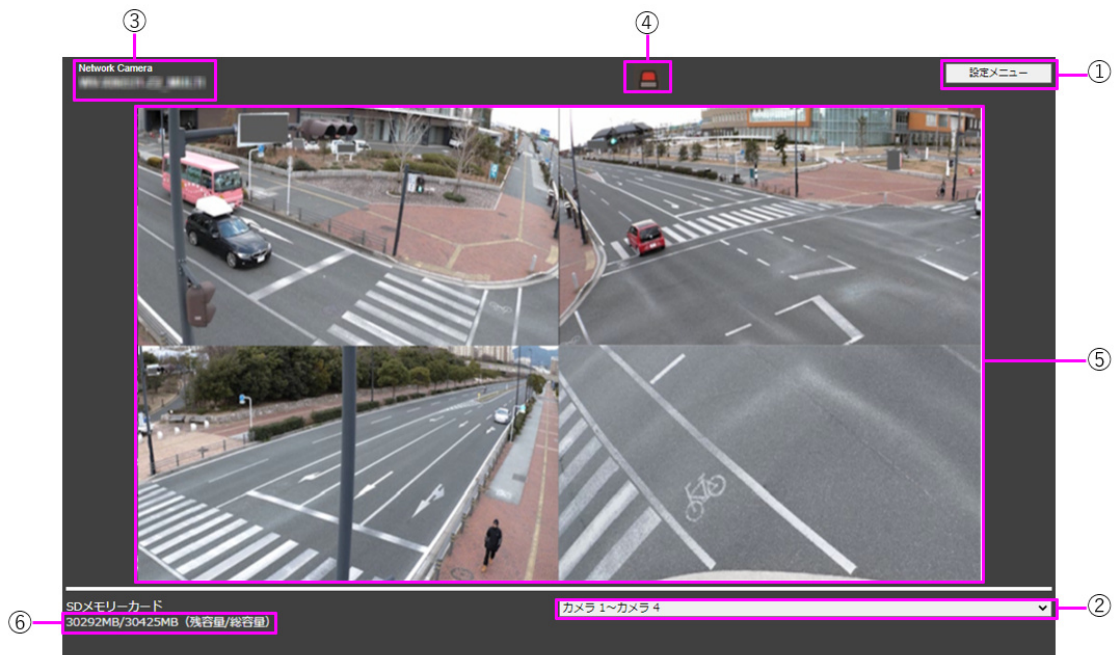 ③
④
①
Network Camera
設定メニュー
⑤
SDメモリーカード
カメラ 1~カメラ 4
②
⑥
30292MB/30425MB（残容量/総容量）